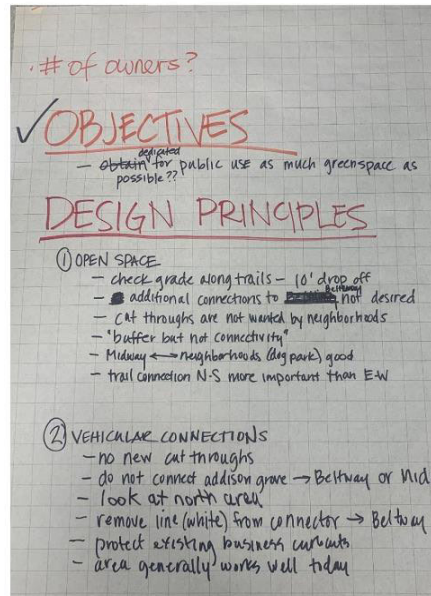 · # of owners?
OBJECTIVES
dedicated
- obtain for public use as much greenspace as
possible??
DESIGN PRINCIPLES
① OPEN SPACE
- check grade along trails - 10' drop off
Beltway
- additional connections to not desired
- cut throughs are not wanted by neighborhoods
- "buffer but not connectivity"
- Midway ↔ neighborhoods (dog park) good
- trail connection N-S more important than E-W
② VEHICULAR CONNECTIONS
- no new cut throughs
- do not connect addison grove → Beltway or Mid
- look at north area
- remove line (white) from connector → Beltway
- protect existing business curbcuts
- area generally works well today